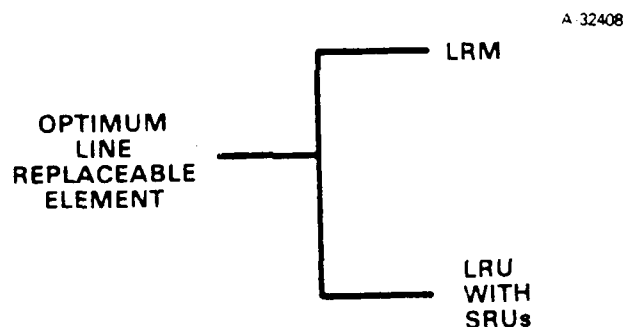 A-32408
LRM
OPTIMUM
LINE
REPLACEABLE
ELEMENT
LRU
WITH
SRUs